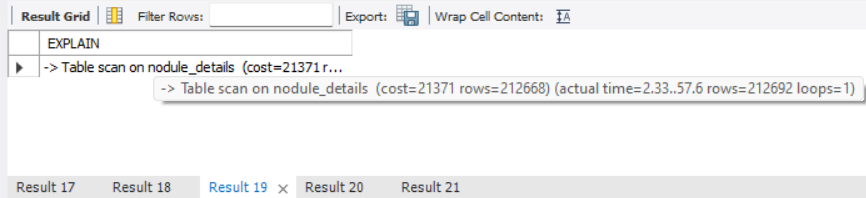 Result Grid Filter Rows: Export: Wrap Cell Content: IA
EXPLAIN
-> Table scan on nodule_details (cost=21371 r...
-> Table scan on nodule_details (cost=21371 rows=212668) (actual time=2.33..57.6 rows=212692 loops=1)
Result 17 Result 18 Result 19 × Result 20 Result 21